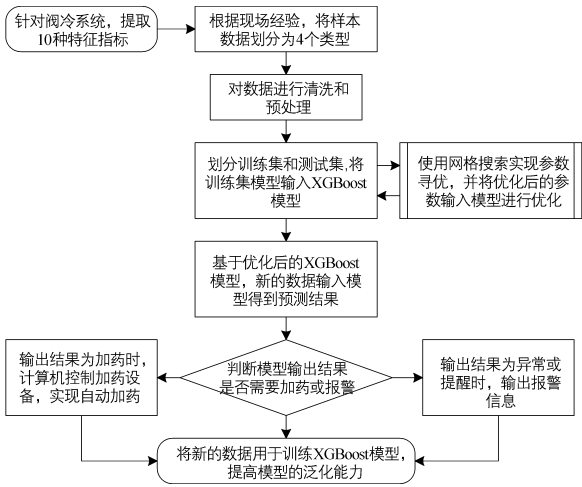 针对阀冷系统，提取
10种特征指标
根据现场经验，将样本
数据划分为4个类型
对数据进行清洗和
预处理
划分训练集和测试集,将
训练集模型输入XGBoost
模型
使用网格搜索实现参数
寻优，并将优化后的参
数输入模型进行优化
基于优化后的XGBoost
模型，新的数据输入模
型得到预测结果
判断模型输出结果
是否需要加药或报警
输出结果为加药时，
计算机控制加药设
备，实现自动加药
输出结果为异常或
提醒时，输出报警
信息
将新的数据用于训练XGBoost模型，
提高模型的泛化能力